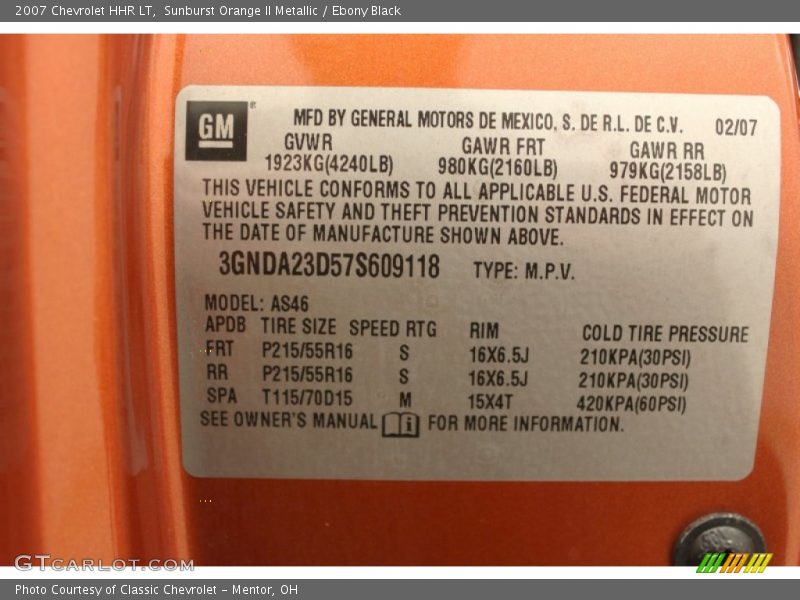 2007 Chevrolet HHR LT,  Sunburst Orange II Metallic / Ebony Black
GM®
MFD BY GENERAL MOTORS DE MEXICO, S. DE R.L. DE C.V. 02/07
GVWR GAWR FRT GAWR RR
1923KG(4240LB) 980KG(2160LB) 979KG(2158LB)
THIS VEHICLE CONFORMS TO ALL APPLICABLE U.S. FEDERAL MOTOR
VEHICLE SAFETY AND THEFT PREVENTION STANDARDS IN EFFECT ON
THE DATE OF MANUFACTURE SHOWN ABOVE.
3GNDA23D57S609118 TYPE: M.P.V.
MODEL: AS46
APDB TIRE SIZE SPEED RTG RIM COLD TIRE PRESSURE
FRT P215/55R16 S 16X6.5J 210KPA(30PSI)
RR P215/55R16 S 16X6.5J 210KPA(30PSI)
SPA T115/70D15 M 15X4T 420KPA(60PSI)
SEE OWNER'S MANUAL i FOR MORE INFORMATION.
GTCARLOT.COM
Photo Courtesy of Classic Chevrolet - Mentor, OH